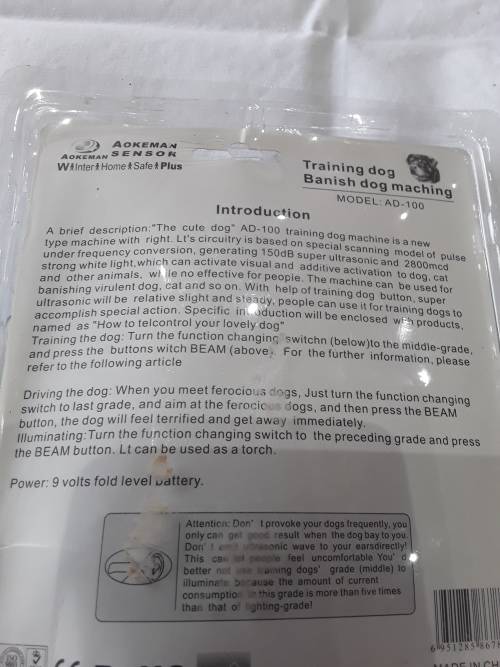 AOKEMAN
AOKEMAN SENSOR
Winter Home Safe Plus
Training dog
Banish dog maching
MODEL: AD-100
Introduction
A brief description:"The cute dog" AD-100 training dog machine is a new
type machine with right. Lt's circuitry is based on special scanning model of pulse
under frequency conversion, generating 150dB super ultrasonic and 2800mcd
strong white light,which can activate visual and additive activation to dog, cat
and other animals, while no effective for people. The machine can be used for
banishing virulent dog, cat and so on. With help of training dog button, super
ultrasonic will be relative slight and steady, people can use it for training dogs to
accomplish special action. Specific introduction will be enclosed with products,
named as "How to telcontrol your lovely dog"
Training the dog: Turn the function changing switchn (below)to the middle-grade,
and press the buttons witch BEAM (above). For the further information, please
refer to the following article
Driving the dog: When you meet ferocious dogs, Just turn the function changing
switch to last grade, and aim at the ferocious dogs, and then press the BEAM
button, the dog will feel terrified and get away immediately.
Illuminating:Turn the function changing switch to the preceding grade and press
the BEAM button. Lt can be used as a torch.
Power: 9 volts fold level battery.
Attention: Don' t provoke your dogs frequently, you
only can get good result when the dog bay to you.
Don' t emit ultrasonic wave to your earsdirectly!
This can let people feel uncomfortable You' d
better not use training dogs' grade (middle) to
illuminate because the amount of current
consumption in this grade is more than five times
than that of lighting-grade!
6 951285 867
MADE IN CH